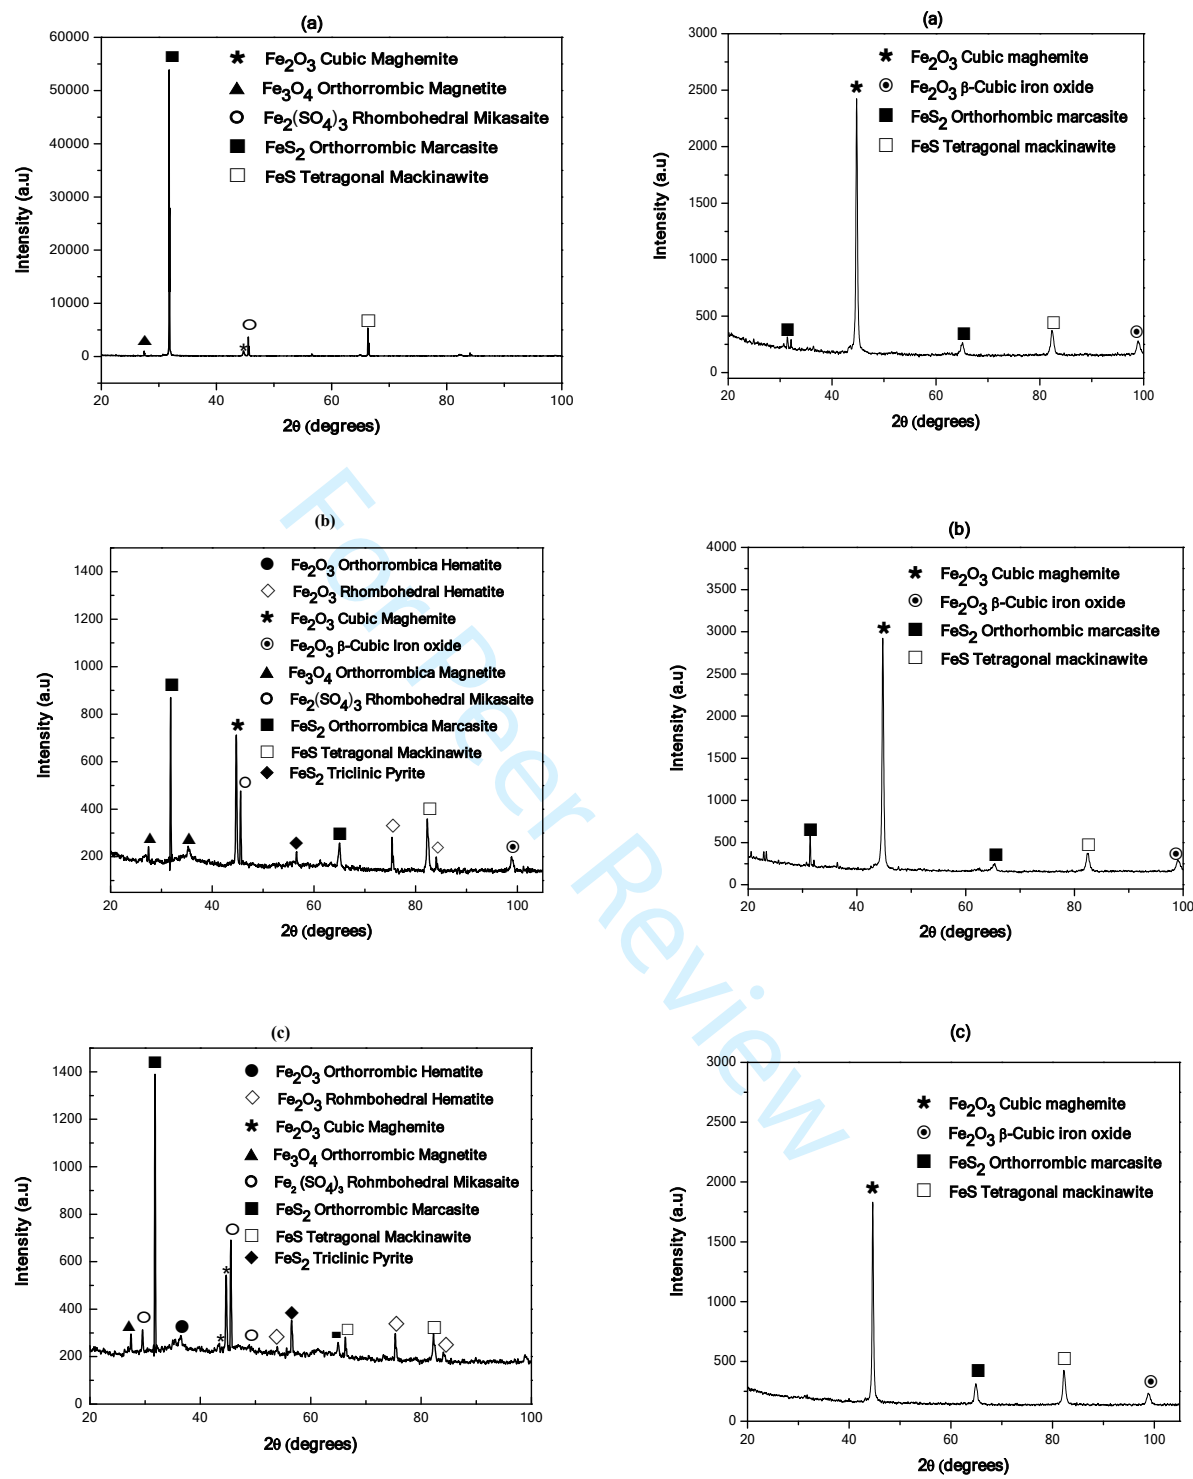 (a)
60000
50000
40000
30000
20000
10000
0
Intensity (a.u)
Fe2O3 Cubic Maghemite
Fe3O4 Orthorrombic Magnetite
Fe2(SO4)3 Rhombohedral Mikasaite
FeS2 Orthorrombic Marcasite
FeS Tetragonal Mackinawite
20 40 60 80 100
2θ (degrees)
(a)
3000
2500
2000
1500
1000
500
0
Intensity (a.u)
Fe2O3 Cubic maghemite
Fe2O3 β-Cubic iron oxide
FeS2 Orthorhombic marcasite
FeS Tetragonal mackinawite
20 40 60 80 100
2θ (degrees)
(b)
1400
1200
1000
800
600
400
200
Intensity (a.u)
Fe2O3 Orthorrombica Hematite
Fe2O3 Rhombohedral Hematite
Fe2O3 Cubic Maghemite
Fe2O3 β-Cubic Iron oxide
Fe3O4 Orthorrombica Magnetite
Fe2(SO4)3 Rhombohedral Mikasaite
FeS2 Orthorrombica Marcasite
FeS Tetragonal Mackinawite
FeS2 Triclinic Pyrite
20 40 60 80 100
2θ (degrees)
(b)
4000
3500
3000
2500
2000
1500
1000
500
0
Intensity (a.u)
Fe2O3 Cubic maghemite
Fe2O3 β-Cubic iron oxide
FeS2 Orthorhombic marcasite
FeS Tetragonal mackinawite
20 40 60 80 100
2θ (degrees)
(c)
1400
1200
1000
800
600
400
200
0
Intensity (a.u)
Fe2O3 Orthorrombic Hematite
Fe2O3 Rohmbohedral Hematite
Fe2O3 Cubic Maghemite
Fe3O4 Orthorrombic Magnetite
Fe2 (SO4)3 Rohmbohedral Mikasaite
FeS2 Orthorrombic Marcasite
FeS Tetragonal Mackinawite
FeS2 Triclinic Pyrite
20 40 60 80 100
2θ (degrees)
(c)
3000
2500
2000
1500
1000
500
0
Intensity (a.u)
Fe2O3 Cubic maghemite
Fe2O3 β-Cubic iron oxide
FeS2 Orthorrombic marcasite
FeS Tetragonal mackinawite
20 40 60 80 100
2θ (degrees)
For Peer Review